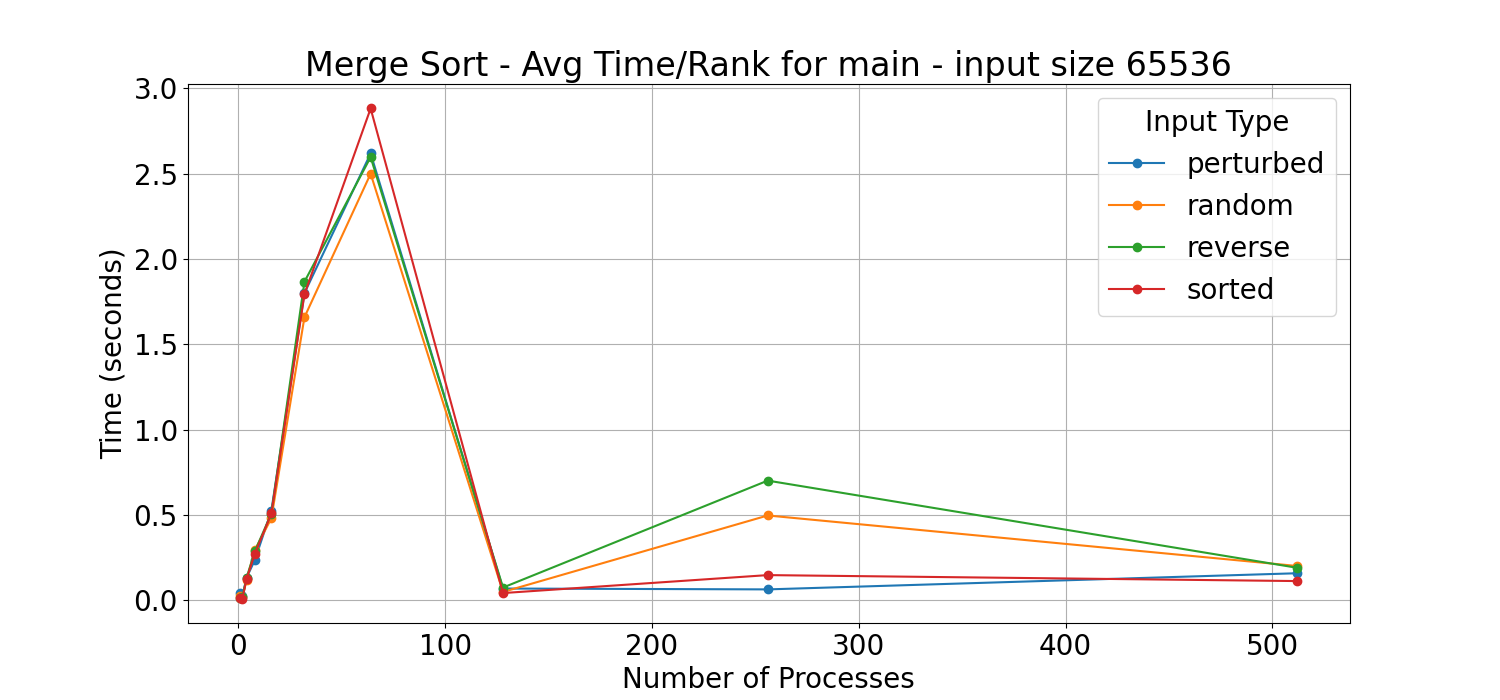 Merge Sort - Avg Time/Rank for main - input size 65536
3.0
2.5
2.0
1.5
1.0
0.5
0.0
Time (seconds)
Input Type
perturbed
random
reverse
sorted
0 100 200 300 400 500
Number of Processes